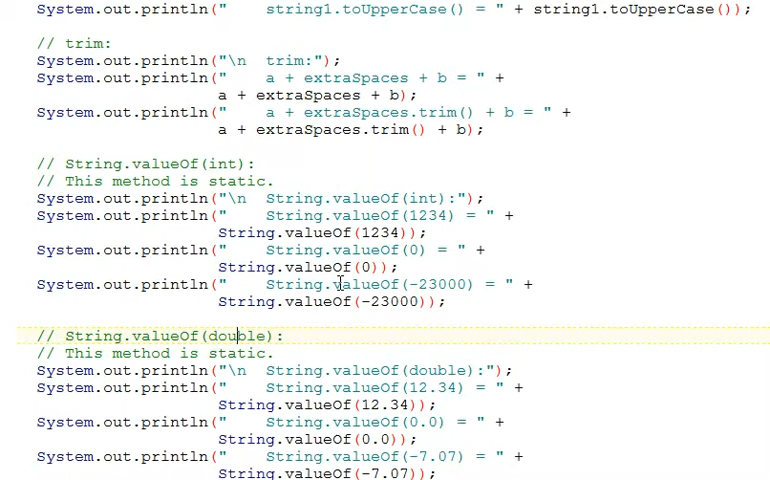 System.out.println("    string1.toUpperCase() = " + string1.toUpperCase());
// trim:
System.out.println("\n  trim:");
System.out.println("    a + extraSpaces + b = " +
a + extraSpaces + b);
System.out.println("    a + extraSpaces.trim() + b = " +
a + extraSpaces.trim() + b);
// String.valueOf(int):
// This method is static.
System.out.println("\n  String.valueOf(int):");
System.out.println("    String.valueOf(1234) = " +
String.valueOf(1234));
System.out.println("    String.valueOf(0) = " +
String.valueOf(0));
System.out.println("    String.valueOf(-23000) = " +
String.valueOf(-23000));
// String.valueOf(double):
// This method is static.
System.out.println("\n  String.valueOf(double):");
System.out.println("    String.valueOf(12.34) = " +
String.valueOf(12.34));
System.out.println("    String.valueOf(0.0) = " +
String.valueOf(0.0));
System.out.println("    String.valueOf(-7.07) = " +
String.valueOf(-7.07));